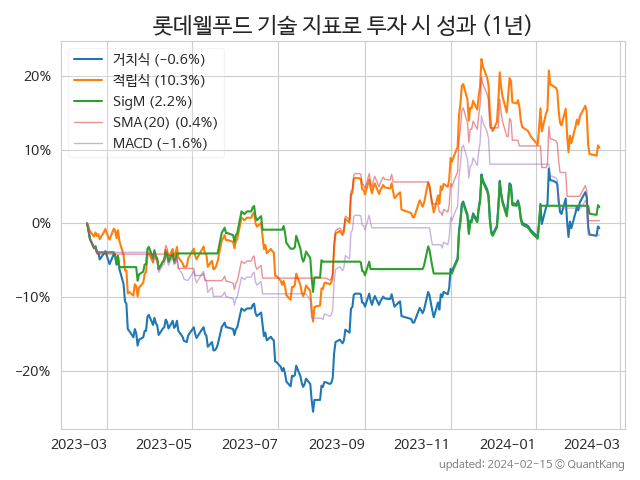 롯데웰푸드 기술 지표로 투자 시 성과 (1년)
거치식 (−0.6%)
적립식 (10.3%)
SigM (2.2%)
SMA(20) (0.4%)
MACD (−1.6%)
20%
10%
0%
−10%
−20%
2023-03 2023-05 2023-07 2023-09 2023-11 2024-01 2024-03
updated: 2024-02-15 © QuantKang